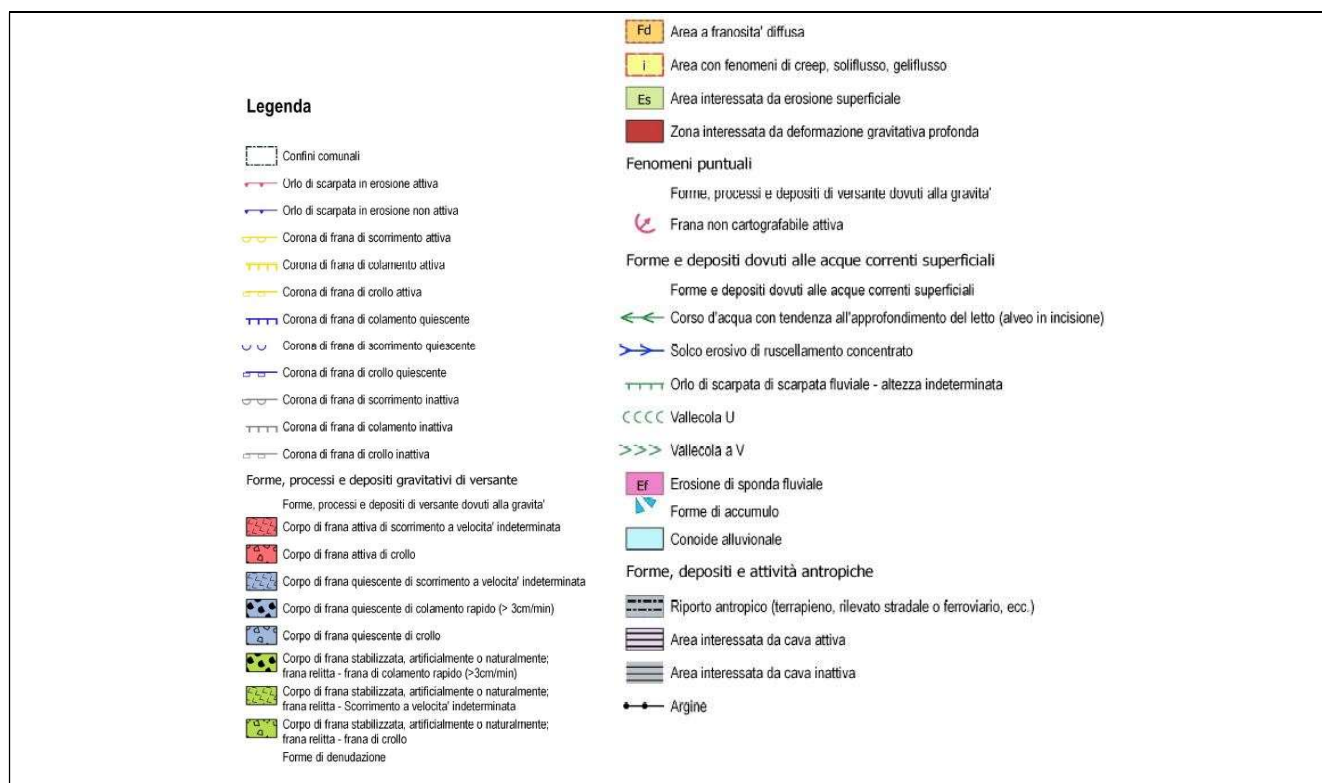 Legenda
Confini comunali
Orlo di scarpata in erosione attiva
Orlo di scarpata in erosione non attiva
Corona di frana di scorrimento attiva
Corona di frana di colamento attiva
Corona di frana di crollo attiva
Corona di frana di colamento quiescente
Corona di frana di scorrimento quiescente
Corona di frana di crollo quiescente
Corona di frana di scorrimento inattiva
Corona di frana di colamento inattiva
Corona di frana di crollo inattiva
Forme, processi e depositi gravitativi di versante
Forme, processi e depositi di versante dovuti alla gravita'
Corpo di frana attiva di scorrimento a velocita' indeterminata
Corpo di frana attiva di crollo
Corpo di frana quiescente di scorrimento a velocita' indeterminata
Corpo di frana quiescente di colamento rapido (> 3cm/min)
Corpo di frana quiescente di crollo
Corpo di frana stabilizzata, artificialmente o naturalmente;
frana relitta - frana di colamento rapido (>3cm/min)
Corpo di frana stabilizzata, artificialmente o naturalmente;
frana relitta - Scorrimento a velocita' indeterminata
Corpo di frana stabilizzata, artificialmente o naturalmente;
frana relitta - frana di crollo
Forme di denudazione
Fd Area a franosita' diffusa
i Area con fenomeni di creep, soliflusso, geliflusso
Es Area interessata da erosione superficiale
Zona interessata da deformazione gravitativa profonda
Fenomeni puntuali
Forme, processi e depositi di versante dovuti alla gravita'
Frana non cartografabile attiva
Forme e depositi dovuti alle acque correnti superficiali
Forme e depositi dovuti alle acque correnti superficiali
Corso d'acqua con tendenza all'approfondimento del letto (alveo in incisione)
Solco erosivo di ruscellamento concentrato
Orlo di scarpata di scarpata fluviale - altezza indeterminata
Vallecola U
Vallecola a V
Ef Erosione di sponda fluviale
Forme di accumulo
Conoide alluvionale
Forme, depositi e attività antropiche
Riporto antropico (terrapieno, rilevato stradale o ferroviario, ecc.)
Area interessata da cava attiva
Area interessata da cava inattiva
Argine